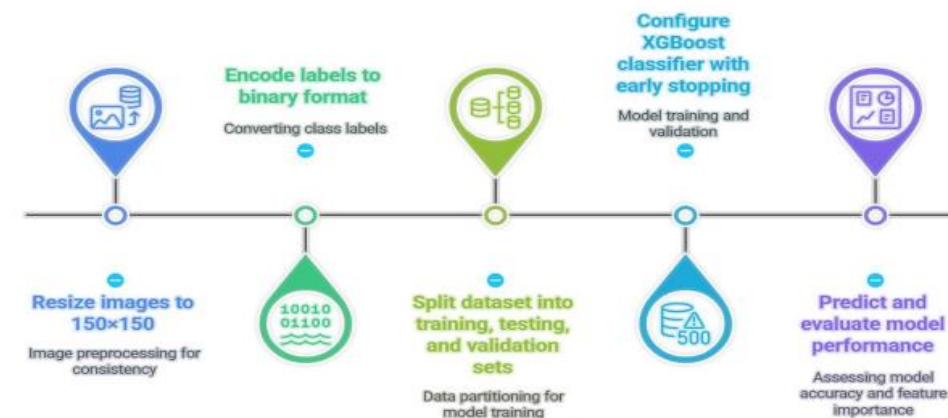 Resize images to
150×150
Image preprocessing for
consistency
Encode labels to
binary format
Converting class labels
10010
01100
Split dataset into
training, testing,
and validation
sets
Data partitioning for
model training
Configure
XGBoost
classifier with
early stopping
Model training and
validation
500
Predict and
evaluate model
performance
Assessing model
accuracy and feature
importance